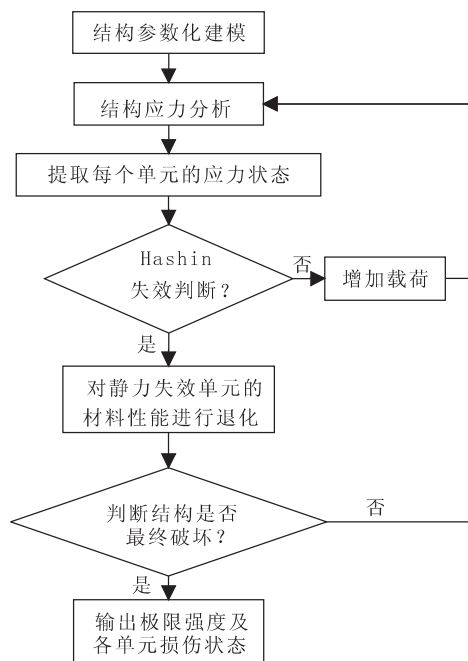 结构参数化建模
结构应力分析
提取每个单元的应力状态
Hashin
失效判断？
否
增加载荷
是
对静力失效单元的
材料性能进行退化
判断结构是否
最终破坏？
否
是
输出极限强度及
各单元损伤状态